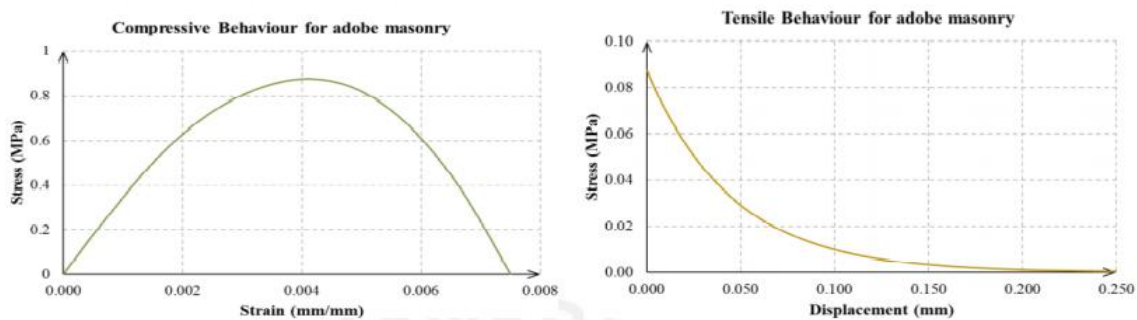 Compressive Behaviour for adobe masonry
1
0.8
0.6
0.4
0.2
0
Stress (MPa)
0.000 0.002 0.004 0.006 0.008
Strain (mm/mm)
Tensile Behaviour for adobe masonry
0.10
0.08
0.06
0.04
0.02
0.00
Stress (MPa)
0.000 0.050 0.100 0.150 0.200 0.250
Displacement (mm)